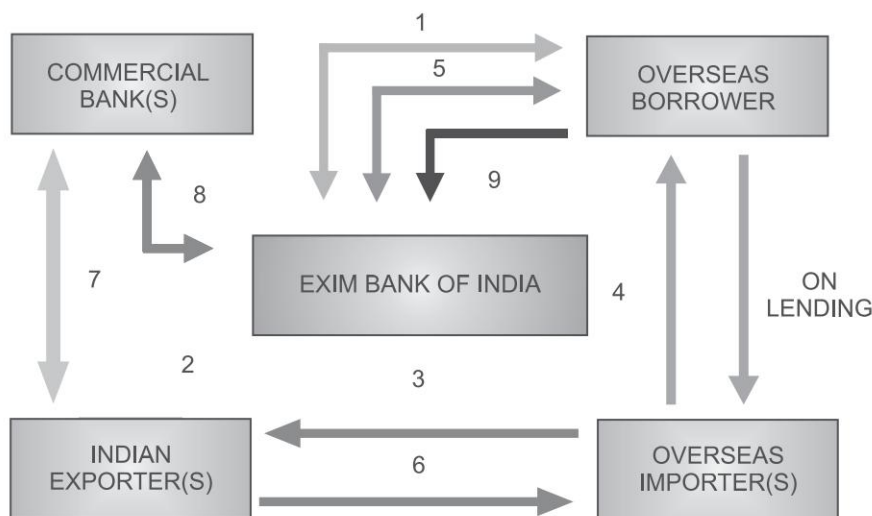 1
COMMERCIAL
BANK(S)
5
OVERSEAS
BORROWER
8
9
EXIM BANK OF INDIA
7
4
ON
LENDING
2
3
INDIAN
EXPORTER(S)
6
OVERSEAS
IMPORTER(S)